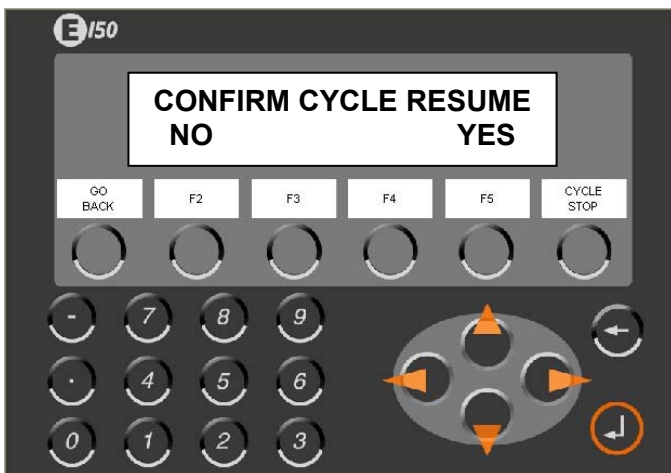 E150
CONFIRM CYCLE RESUME
NO YES
GO BACK F2 F3 F4 F5 CYCLE STOP
- 7 8 9
. 4 5 6
0 1 2 3